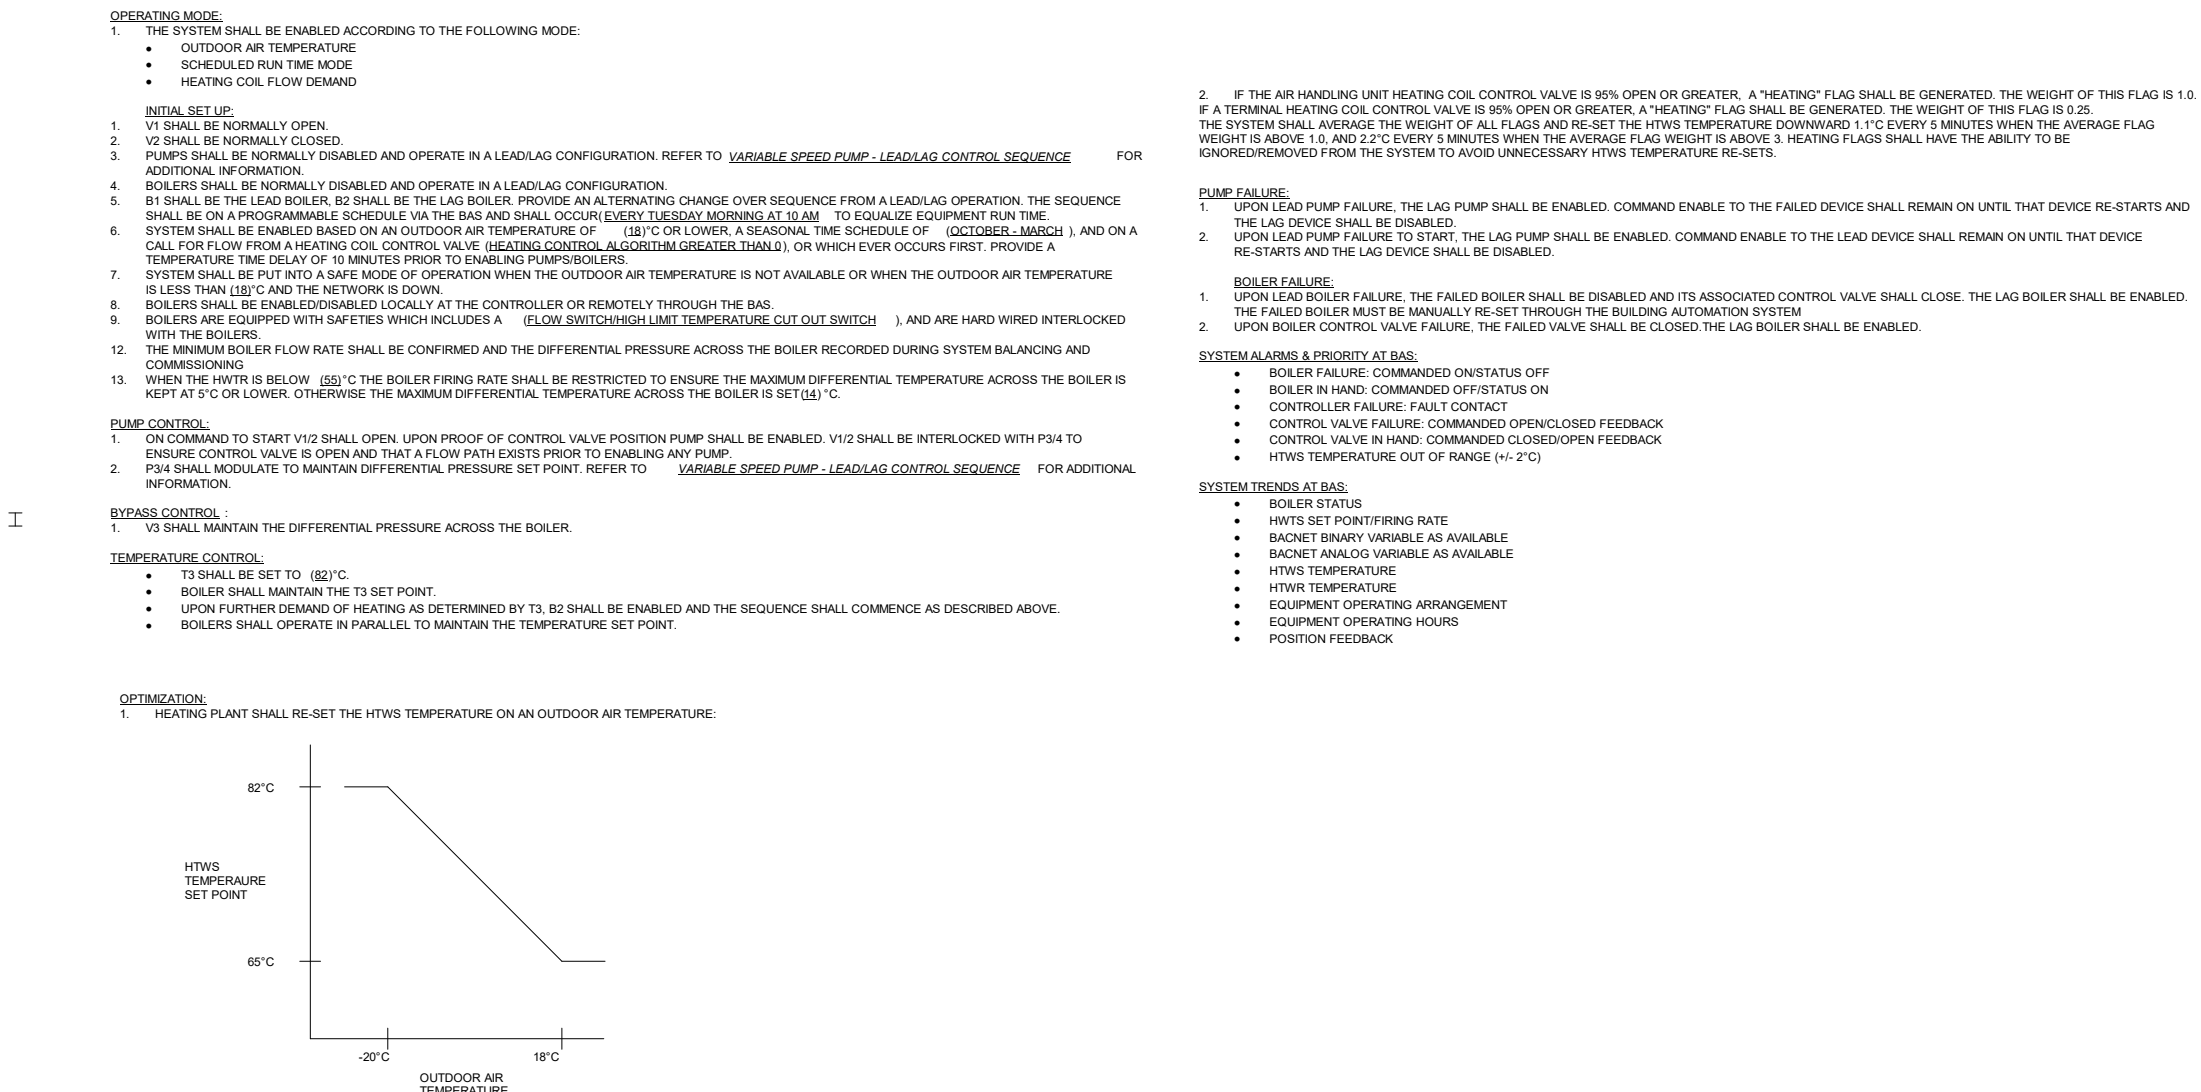 OPERATING MODE:
1. THE SYSTEM SHALL BE ENABLED ACCORDING TO THE FOLLOWING MODE:
• OUTDOOR AIR TEMPERATURE
• SCHEDULED RUN TIME MODE
• HEATING COIL FLOW DEMAND
INITIAL SET UP:
1. V1 SHALL BE NORMALLY OPEN.
2. V2 SHALL BE NORMALLY CLOSED.
3. PUMPS SHALL BE NORMALLY DISABLED AND OPERATE IN A LEAD/LAG CONFIGURATION. REFER TO VARIABLE SPEED PUMP - LEAD/LAG CONTROL SEQUENCE FOR
ADDITIONAL INFORMATION.
4. BOILERS SHALL BE NORMALLY DISABLED AND OPERATE IN A LEAD/LAG CONFIGURATION.
5. B1 SHALL BE THE LEAD BOILER, B2 SHALL BE THE LAG BOILER. PROVIDE AN ALTERNATING CHANGE OVER SEQUENCE FROM A LEAD/LAG OPERATION. THE SEQUENCE
SHALL BE ON A PROGRAMMABLE SCHEDULE VIA THE BAS AND SHALL OCCUR( EVERY TUESDAY MORNING AT 10 AM TO EQUALIZE EQUIPMENT RUN TIME.
6. SYSTEM SHALL BE ENABLED BASED ON AN OUTDOOR AIR TEMPERATURE OF (18)°C OR LOWER, A SEASONAL TIME SCHEDULE OF (OCTOBER - MARCH ), AND ON A
CALL FOR FLOW FROM A HEATING COIL CONTROL VALVE (HEATING CONTROL ALGORITHM GREATER THAN 0), OR WHICH EVER OCCURS FIRST. PROVIDE A
TEMPERATURE TIME DELAY OF 10 MINUTES PRIOR TO ENABLING PUMPS/BOILERS.
7. SYSTEM SHALL BE PUT INTO A SAFE MODE OF OPERATION WHEN THE OUTDOOR AIR TEMPERATURE IS NOT AVAILABLE OR WHEN THE OUTDOOR AIR TEMPERATURE
IS LESS THAN (18)°C AND THE NETWORK IS DOWN.
8. BOILERS SHALL BE ENABLED/DISABLED LOCALLY AT THE CONTROLLER OR REMOTELY THROUGH THE BAS.
9. BOILERS ARE EQUIPPED WITH SAFETIES WHICH INCLUDES A (FLOW SWITCH/HIGH LIMIT TEMPERATURE CUT OUT SWITCH ), AND ARE HARD WIRED INTERLOCKED
WITH THE BOILERS.
12. THE MINIMUM BOILER FLOW RATE SHALL BE CONFIRMED AND THE DIFFERENTIAL PRESSURE ACROSS THE BOILER RECORDED DURING SYSTEM BALANCING AND
COMMISSIONING
13. WHEN THE HWTR IS BELOW (55)°C THE BOILER FIRING RATE SHALL BE RESTRICTED TO ENSURE THE MAXIMUM DIFFERENTIAL TEMPERATURE ACROSS THE BOILER IS
KEPT AT 5°C OR LOWER. OTHERWISE THE MAXIMUM DIFFERENTIAL TEMPERATURE ACROSS THE BOILER IS SET(14) °C.
PUMP CONTROL:
1. ON COMMAND TO START V1/2 SHALL OPEN. UPON PROOF OF CONTROL VALVE POSITION PUMP SHALL BE ENABLED. V1/2 SHALL BE INTERLOCKED WITH P3/4 TO
ENSURE CONTROL VALVE IS OPEN AND THAT A FLOW PATH EXISTS PRIOR TO ENABLING ANY PUMP.
2. P3/4 SHALL MODULATE TO MAINTAIN DIFFERENTIAL PRESSURE SET POINT. REFER TO VARIABLE SPEED PUMP - LEAD/LAG CONTROL SEQUENCE FOR ADDITIONAL
INFORMATION.
BYPASS CONTROL :
1. V3 SHALL MAINTAIN THE DIFFERENTIAL PRESSURE ACROSS THE BOILER.
TEMPERATURE CONTROL:
• T3 SHALL BE SET TO (82)°C.
• BOILER SHALL MAINTAIN THE T3 SET POINT.
• UPON FURTHER DEMAND OF HEATING AS DETERMINED BY T3, B2 SHALL BE ENABLED AND THE SEQUENCE SHALL COMMENCE AS DESCRIBED ABOVE.
• BOILERS SHALL OPERATE IN PARALLEL TO MAINTAIN THE TEMPERATURE SET POINT.
OPTIMIZATION:
1. HEATING PLANT SHALL RE-SET THE HTWS TEMPERATURE ON AN OUTDOOR AIR TEMPERATURE:
82°C
HTWS
TEMPERAURE
SET POINT
65°C
-20°C
18°C
OUTDOOR AIR
TEMPERATURE
2. IF THE AIR HANDLING UNIT HEATING COIL CONTROL VALVE IS 95% OPEN OR GREATER, A "HEATING" FLAG SHALL BE GENERATED. THE WEIGHT OF THIS FLAG IS 1.0.
IF A TERMINAL HEATING COIL CONTROL VALVE IS 95% OPEN OR GREATER, A "HEATING" FLAG SHALL BE GENERATED. THE WEIGHT OF THIS FLAG IS 0.25.
THE SYSTEM SHALL AVERAGE THE WEIGHT OF ALL FLAGS AND RE-SET THE HTWS TEMPERATURE DOWNWARD 1.1°C EVERY 5 MINUTES WHEN THE AVERAGE FLAG
WEIGHT IS ABOVE 1.0, AND 2.2°C EVERY 5 MINUTES WHEN THE AVERAGE FLAG WEIGHT IS ABOVE 3. HEATING FLAGS SHALL HAVE THE ABILITY TO BE
IGNORED/REMOVED FROM THE SYSTEM TO AVOID UNNECESSARY HTWS TEMPERATURE RE-SETS.
PUMP FAILURE:
1. UPON LEAD PUMP FAILURE, THE LAG PUMP SHALL BE ENABLED. COMMAND ENABLE TO THE FAILED DEVICE SHALL REMAIN ON UNTIL THAT DEVICE RE-STARTS AND
THE LAG DEVICE SHALL BE DISABLED.
2. UPON LEAD PUMP FAILURE TO START, THE LAG PUMP SHALL BE ENABLED. COMMAND ENABLE TO THE LEAD DEVICE SHALL REMAIN ON UNTIL THAT DEVICE
RE-STARTS AND THE LAG DEVICE SHALL BE DISABLED.
BOILER FAILURE:
1. UPON LEAD BOILER FAILURE, THE FAILED BOILER SHALL BE DISABLED AND ITS ASSOCIATED CONTROL VALVE SHALL CLOSE. THE LAG BOILER SHALL BE ENABLED.
THE FAILED BOILER MUST BE MANUALLY RE-SET THROUGH THE BUILDING AUTOMATION SYSTEM
2. UPON BOILER CONTROL VALVE FAILURE, THE FAILED VALVE SHALL BE CLOSED.THE LAG BOILER SHALL BE ENABLED.
SYSTEM ALARMS & PRIORITY AT BAS:
• BOILER FAILURE: COMMANDED ON/STATUS OFF
• BOILER IN HAND: COMMANDED OFF/STATUS ON
• CONTROLLER FAILURE: FAULT CONTACT
• CONTROL VALVE FAILURE: COMMANDED OPEN/CLOSED FEEDBACK
• CONTROL VALVE IN HAND: COMMANDED CLOSED/OPEN FEEDBACK
• HTWS TEMPERATURE OUT OF RANGE (+/- 2°C)
SYSTEM TRENDS AT BAS:
• BOILER STATUS
• HWTS SET POINT/FIRING RATE
• BACNET BINARY VARIABLE AS AVAILABLE
• BACNET ANALOG VARIABLE AS AVAILABLE
• HTWS TEMPERATURE
• HTWR TEMPERATURE
• EQUIPMENT OPERATING ARRANGEMENT
• EQUIPMENT OPERATING HOURS
• POSITION FEEDBACK